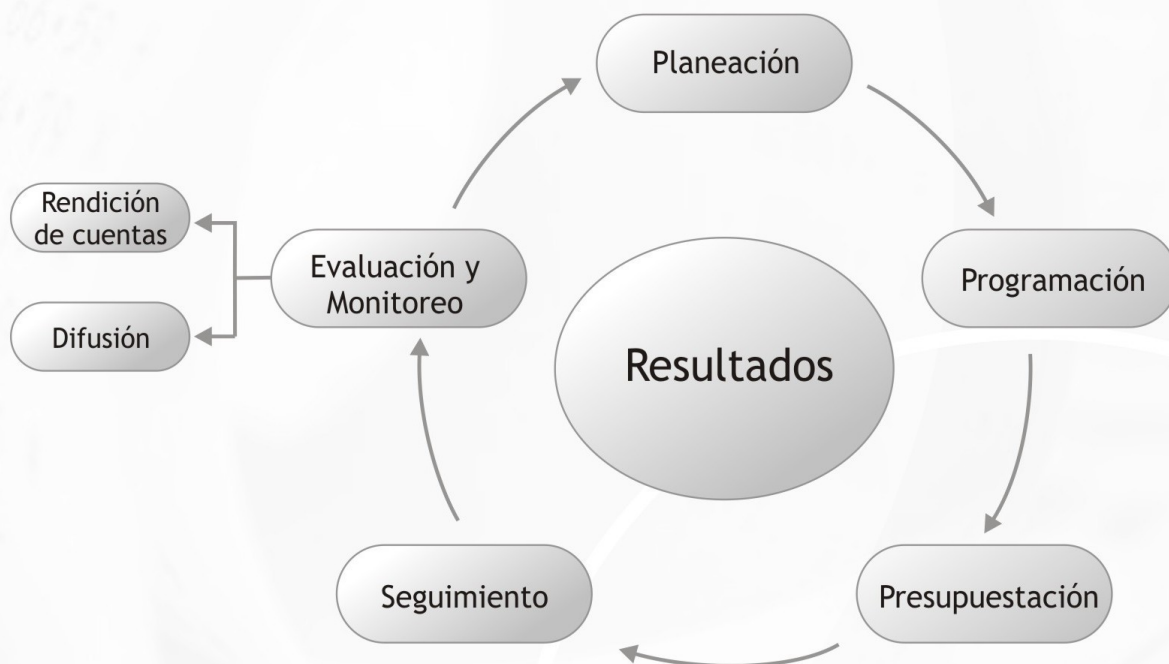 Planeación
Rendición
de cuentas
Evaluación y
Monitoreo
Programación
Difusión
Resultados
Seguimiento
Presupuestación